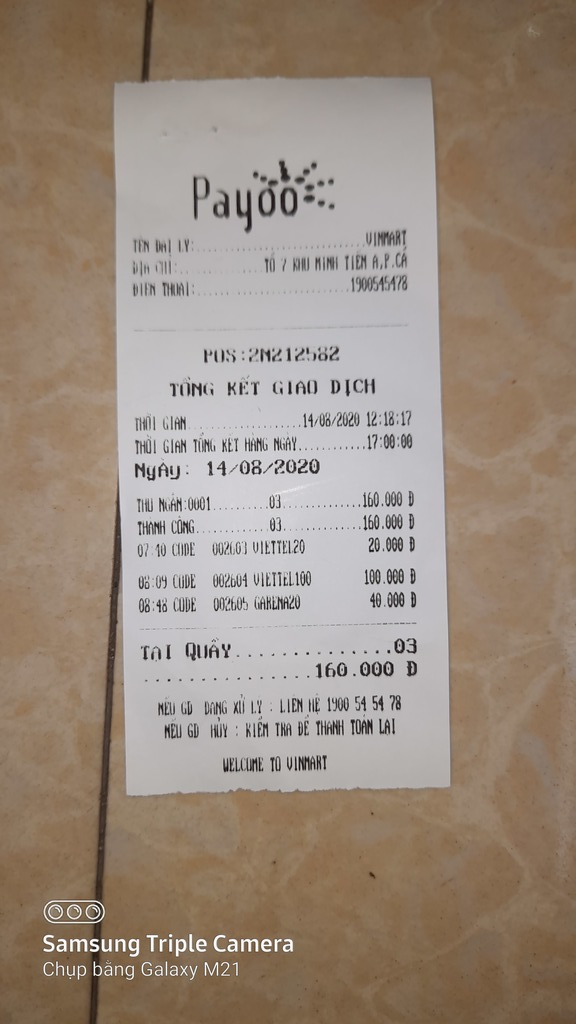 Payoo
TÊN ĐẠI LÝ:..............................VINMART
ĐỊA CHỈ:................TỔ 7 KHU MINH TIẾN A,P.CẢ
ĐIỆN THOẠI:...........................1900545478
POS:2N212582
TỔNG KẾT GIAO DỊCH
THỜI GIAN...................14/08/2020 12:18:17
THỜI GIAN TỔNG KẾT HÀNG NGÀY............17:00:00
Ngày: 14/08/2020
THU NGÂN:0001..........03..............160.000 Đ
THÀNH CÔNG.............03..............160.000 Đ
07:40 CODE 002603 VIETTEL20 20.000 Đ
08:09 CODE 002604 VIETTEL100 100.000 Đ
08:48 CODE 002605 GARENA20 40.000 Đ
TẠI QUẦY..............03
...............160.000 Đ
NẾU GD ĐANG XỬ LÝ : LIÊN HỆ 1900 54 54 78
NẾU GD HỦY : KIỂM TRA ĐỂ THANH TOÁN LẠI
WELCOME TO VINMART
Samsung Triple Camera
Chụp bằng Galaxy M21